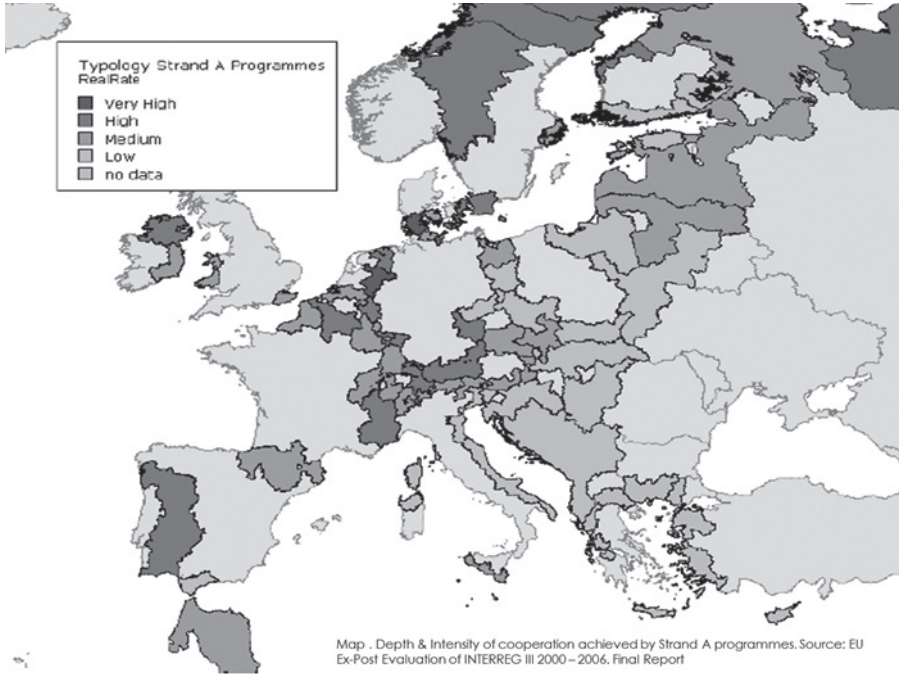 Typology Strand A Programmes
RealRate
Very High
High
Medium
Low
no data
Map . Depth & Intensity of cooperation achieved by Strand A programmes. Source: EU
Ex-Post Evaluation of INTERREG III 2000 – 2006. Final Report